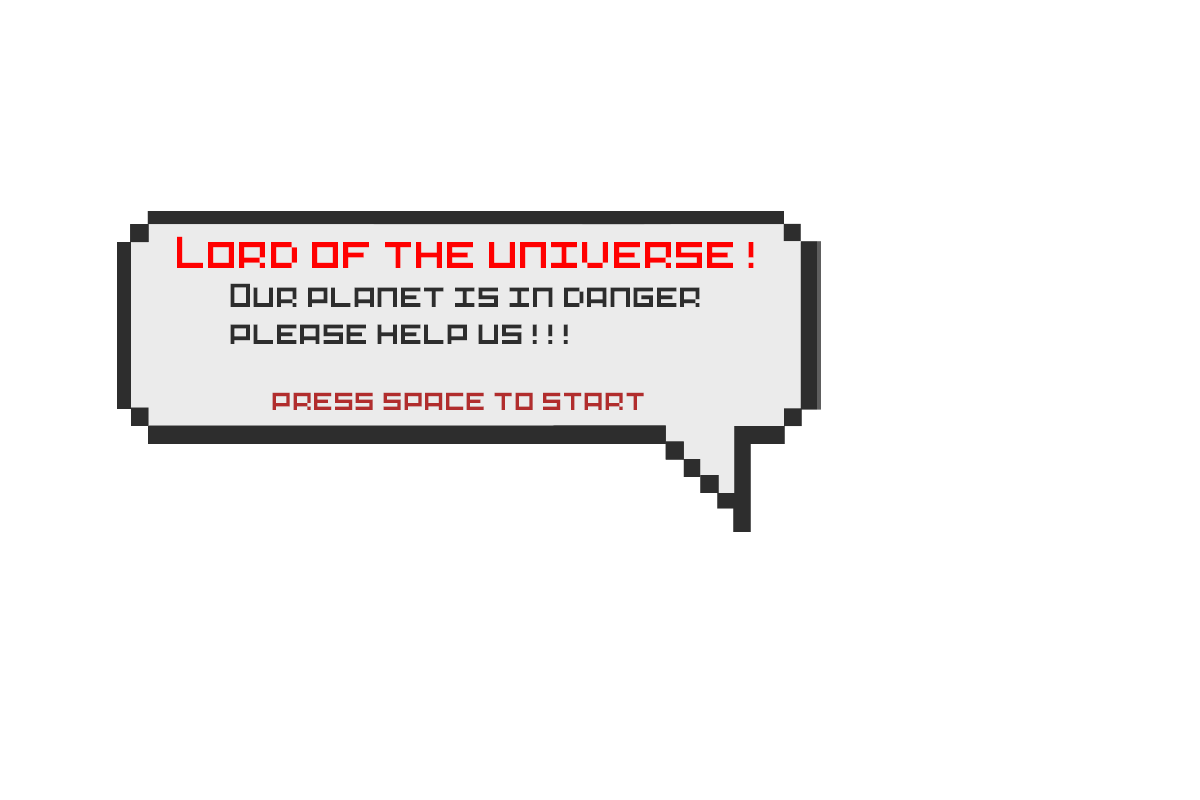 Lord of the universe !
Our planet is in danger
please help us !!!
press space to start